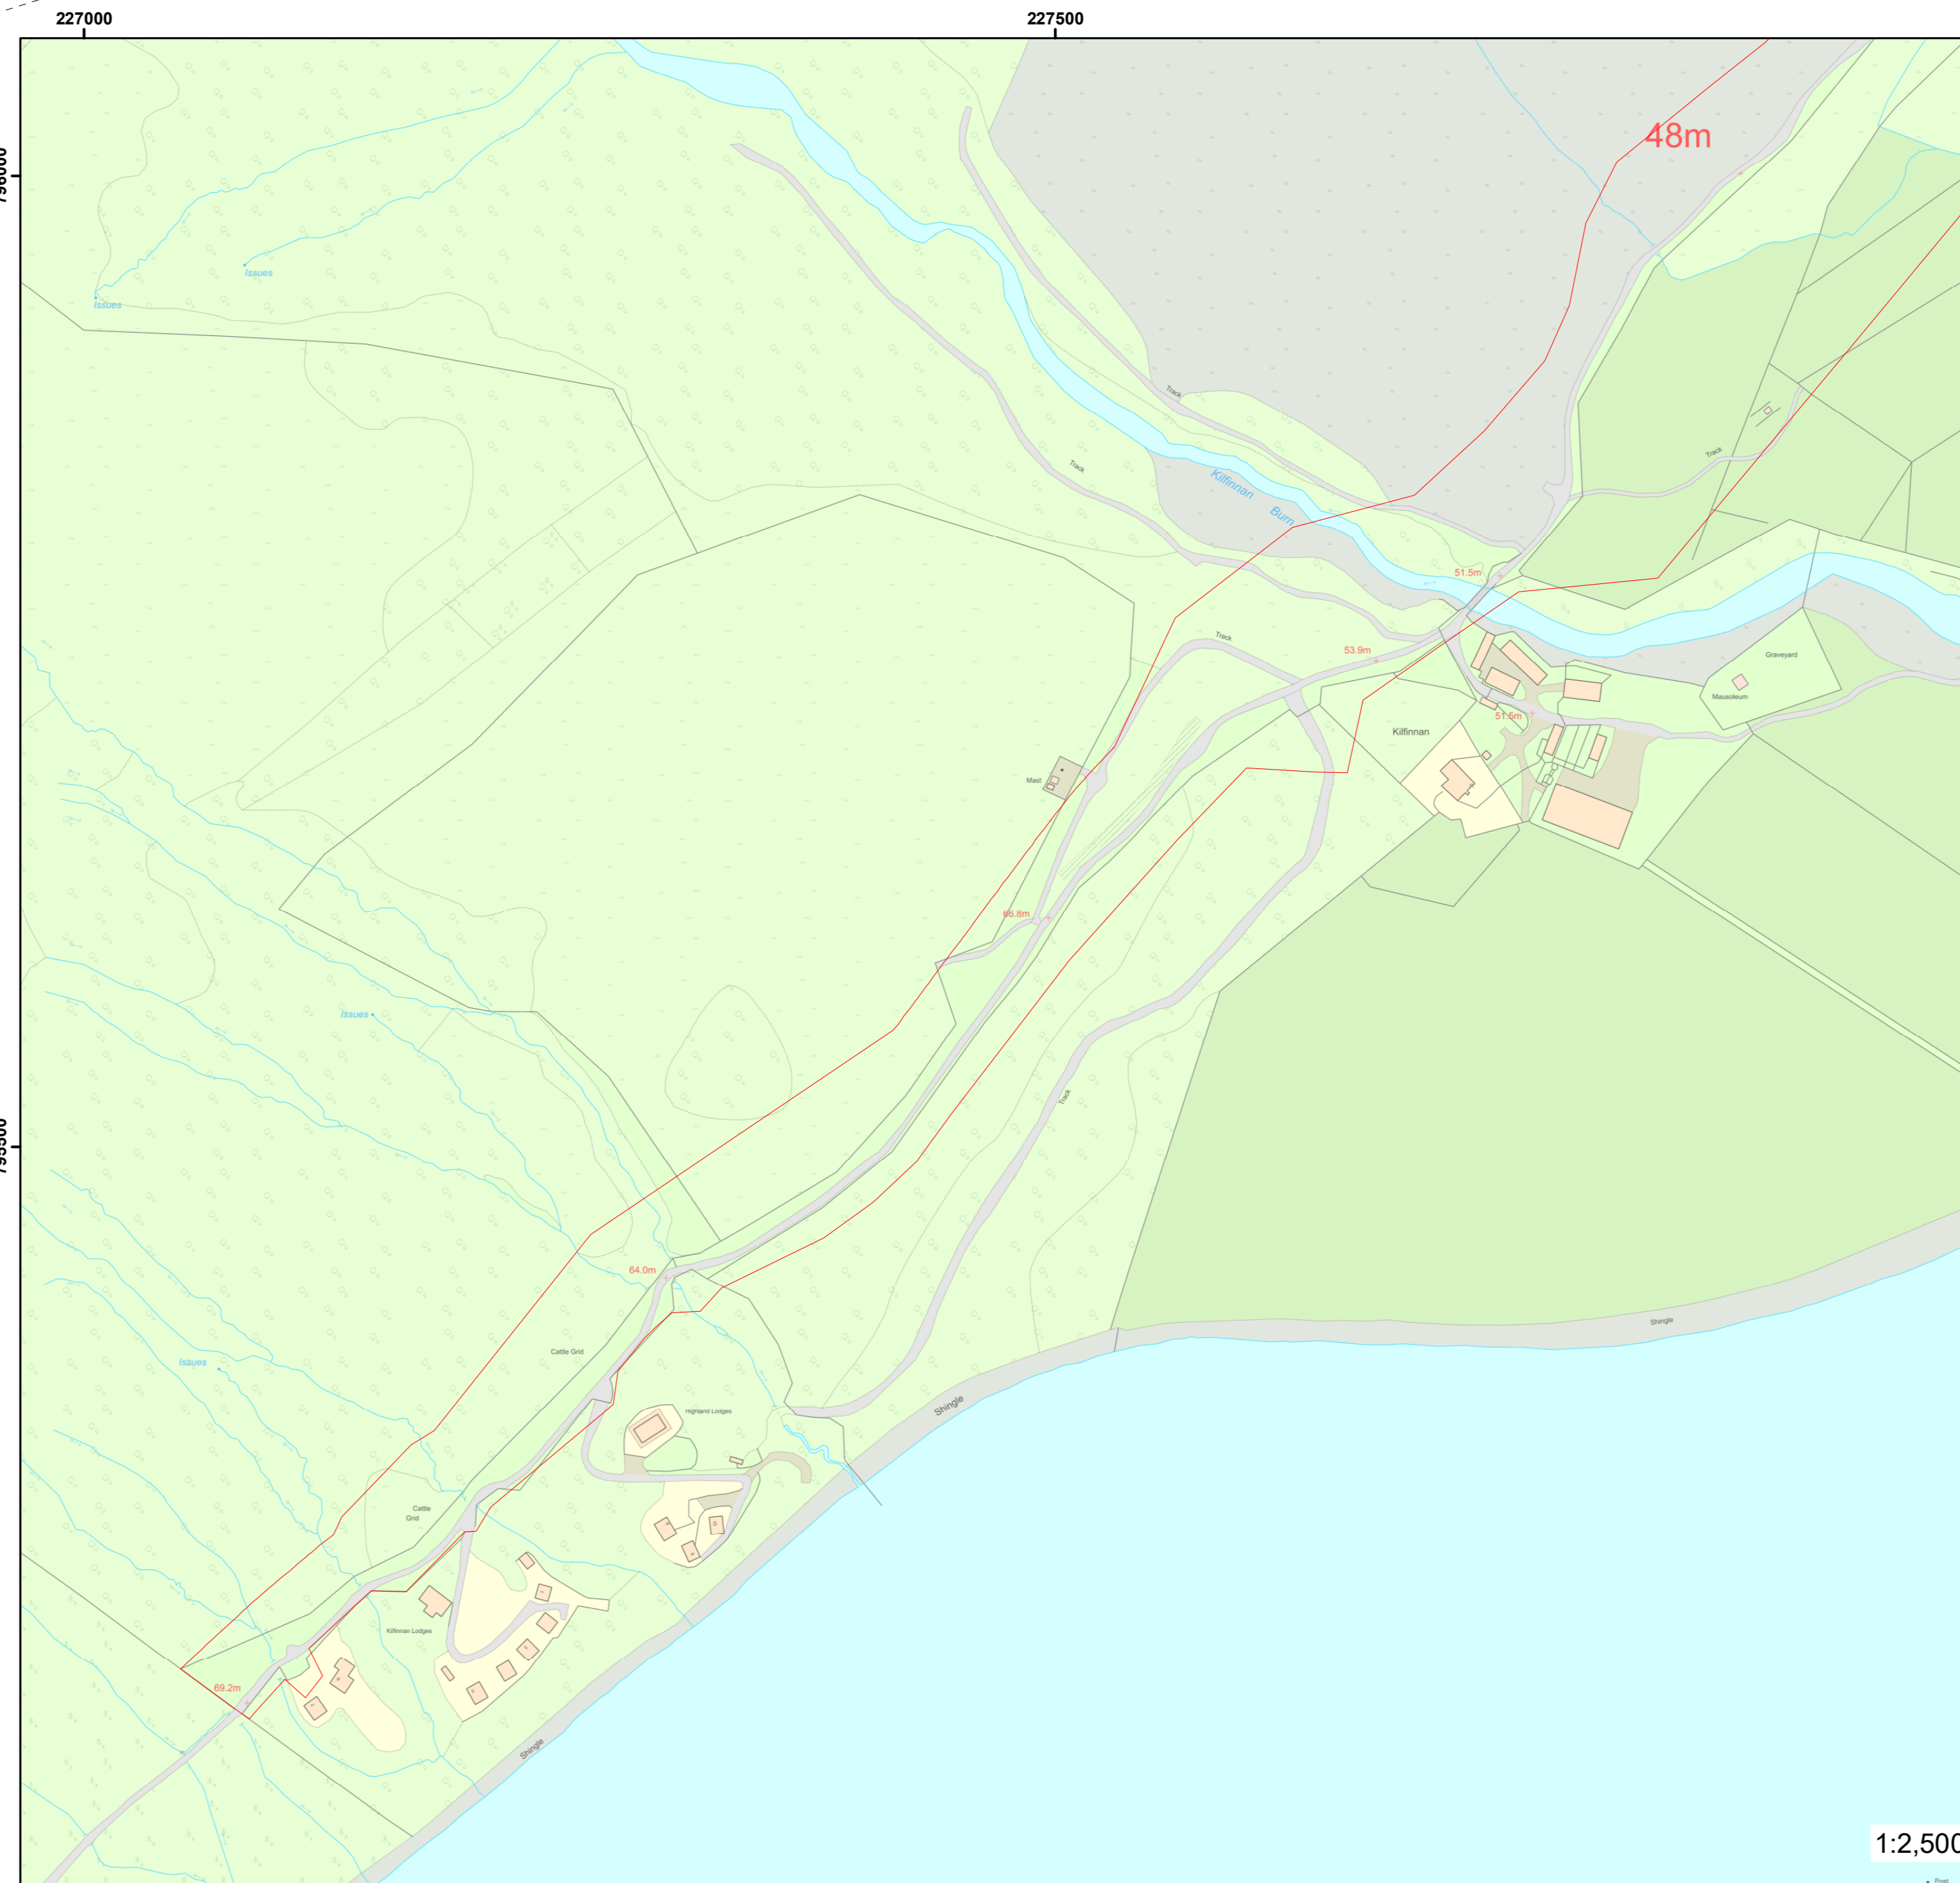 227000
227500
48m
Issues
Issues
Track
Track
Track
Kilfinnan
Burn
51.5m
Track
53.9m
Graveyard
Mausoleum
51.5m
Kilfinnan
Mast
66.8m
Issues
Track
64.0m
Shingle
Cattle Grid
Issues
Shingle
Highland Lodges
Cattle
Grid
Kilfinnan Lodges
69.2m
Shingle
1:2,500